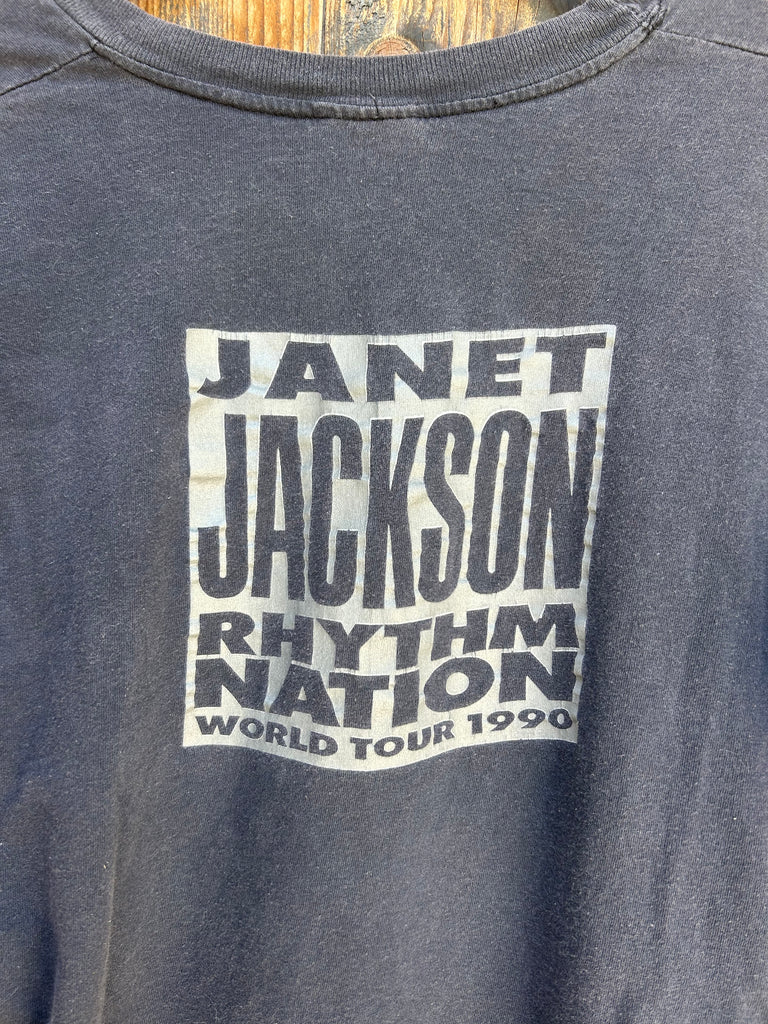 JANET
JACKSON
RHYTHM
NATION
WORLD TOUR 1990